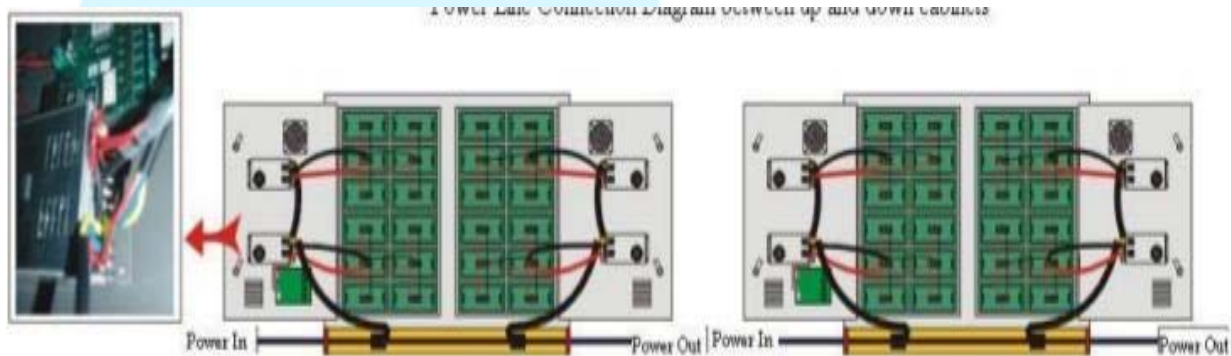 Power Line Connection Diagram between up and down cabinets
Power In
Power Out
Power In
Power Out